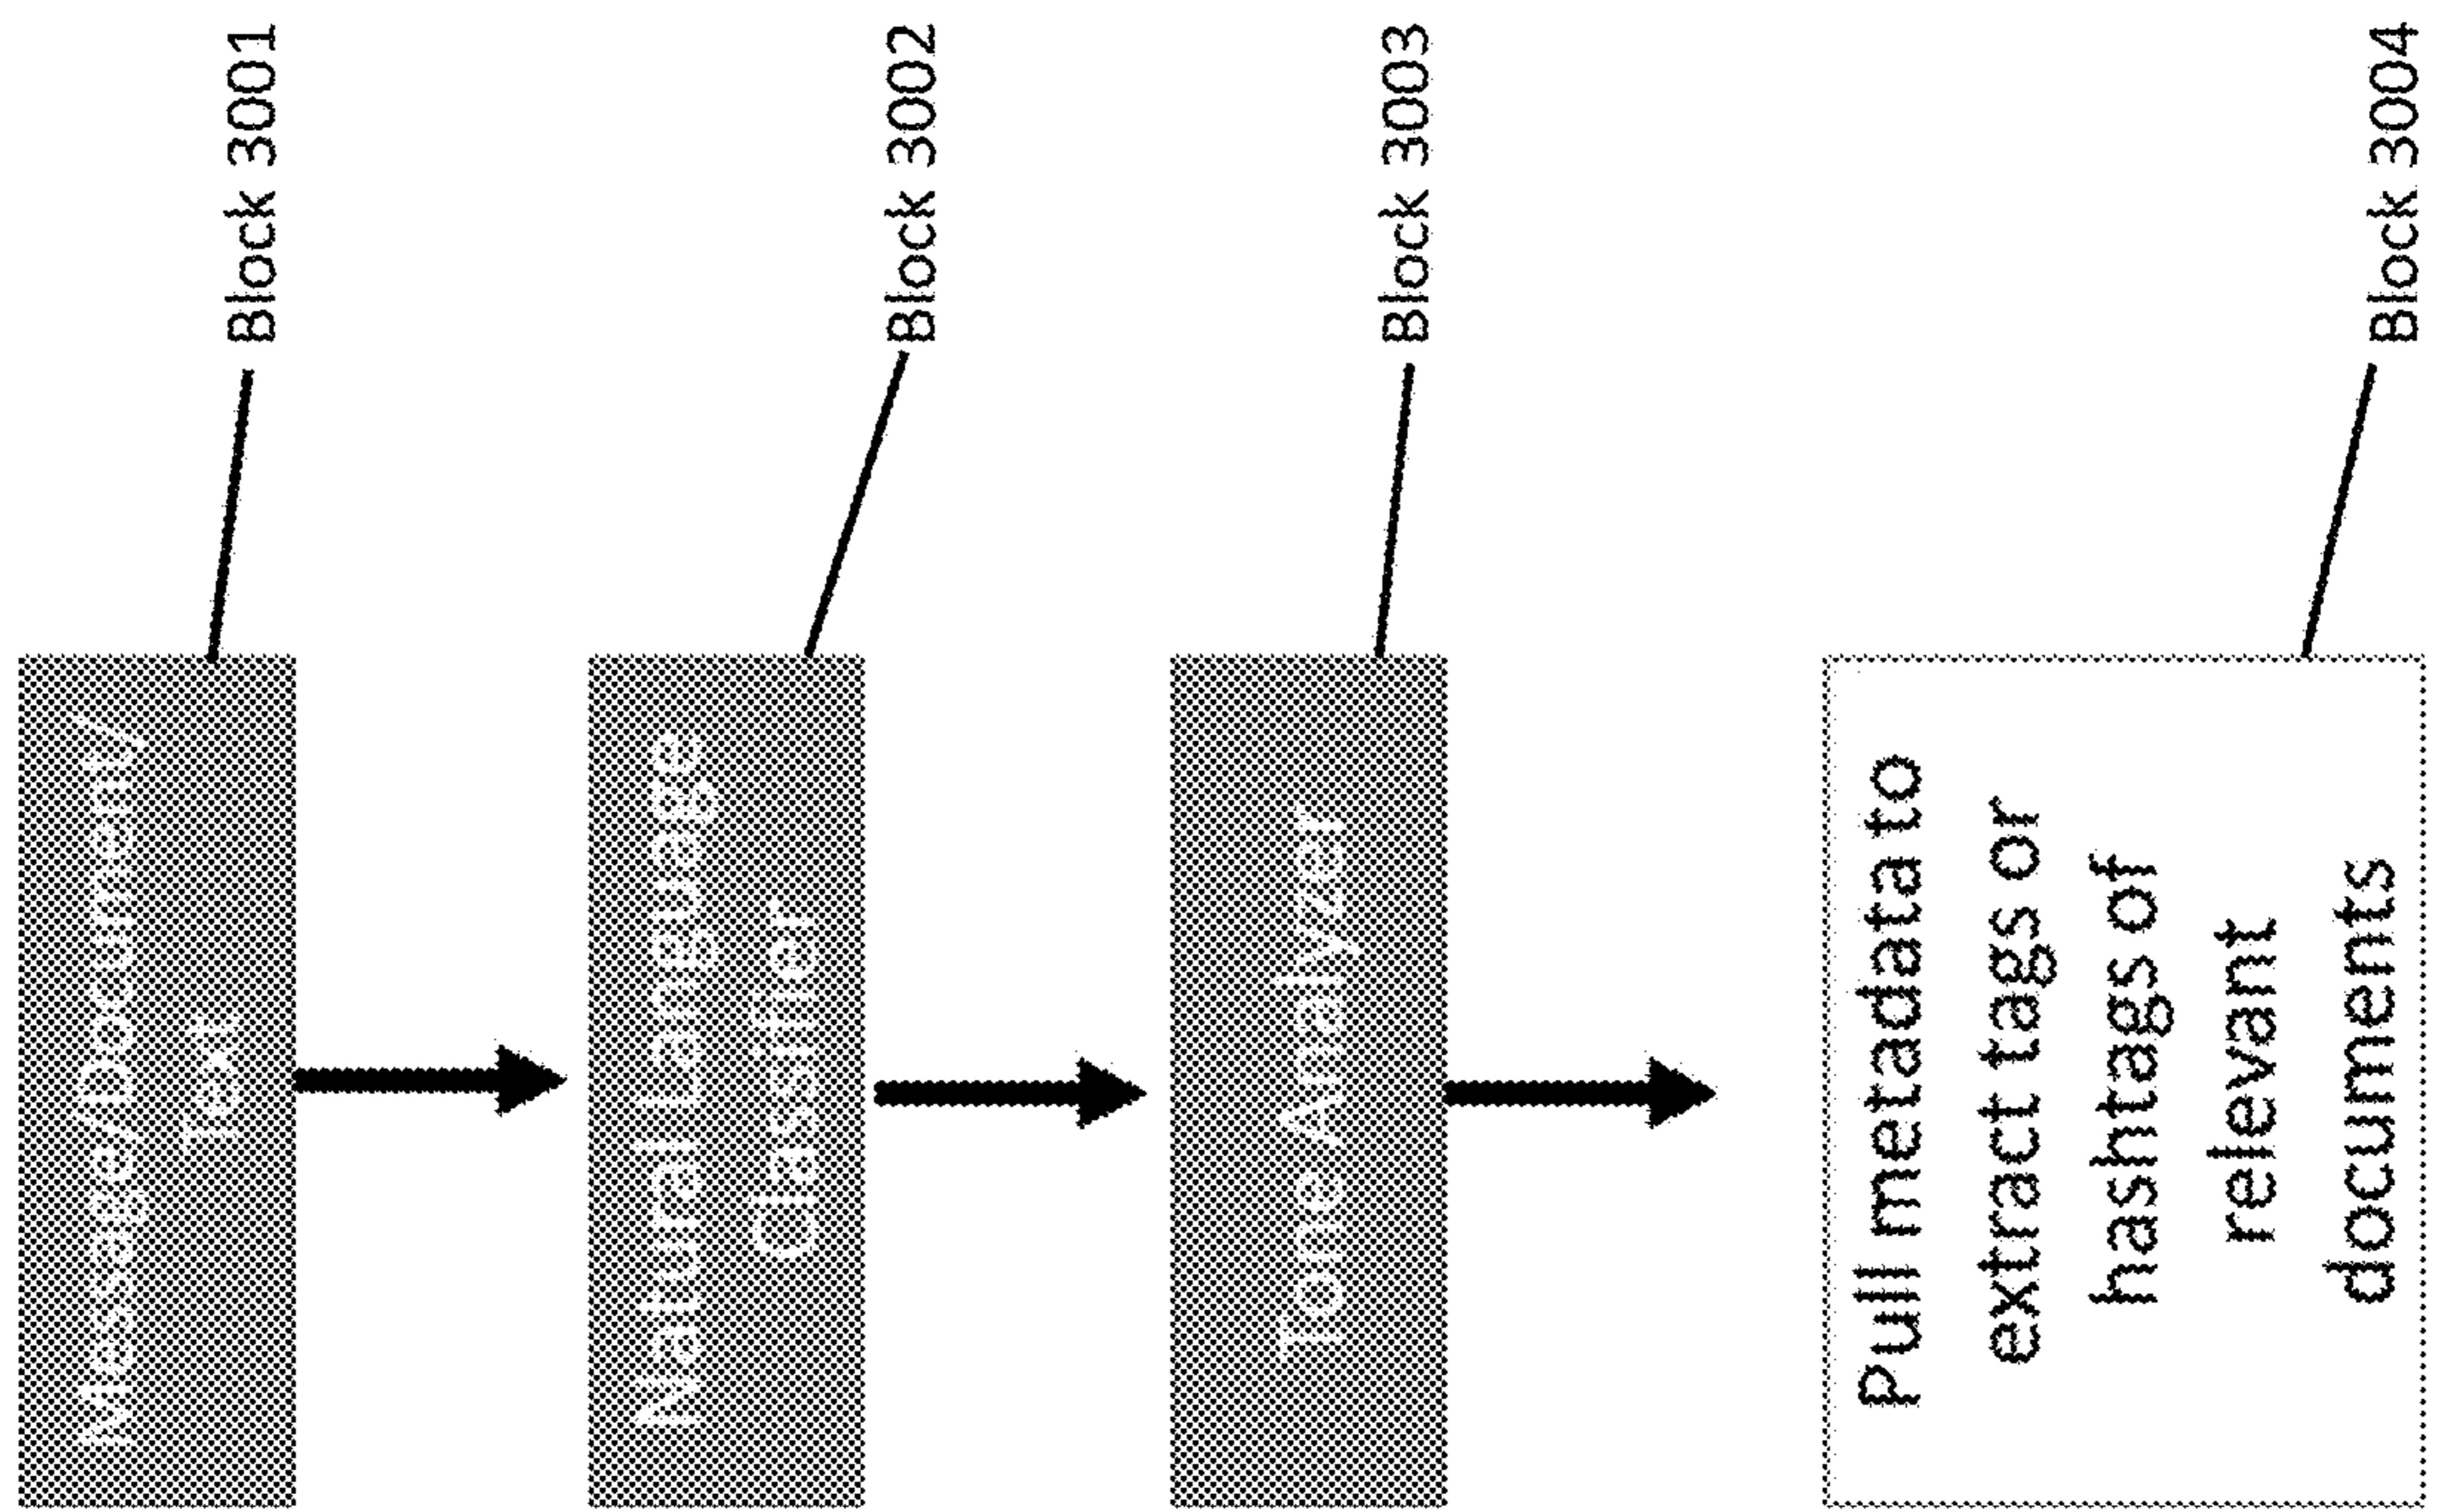 Message/Document/
Text
Block 3001
Natural Language
Classifier
Block 3002
Tone Analyzer
Block 3003
Pull metadata to
extract tags or
hashtags of
relevant
documents
Block 3004